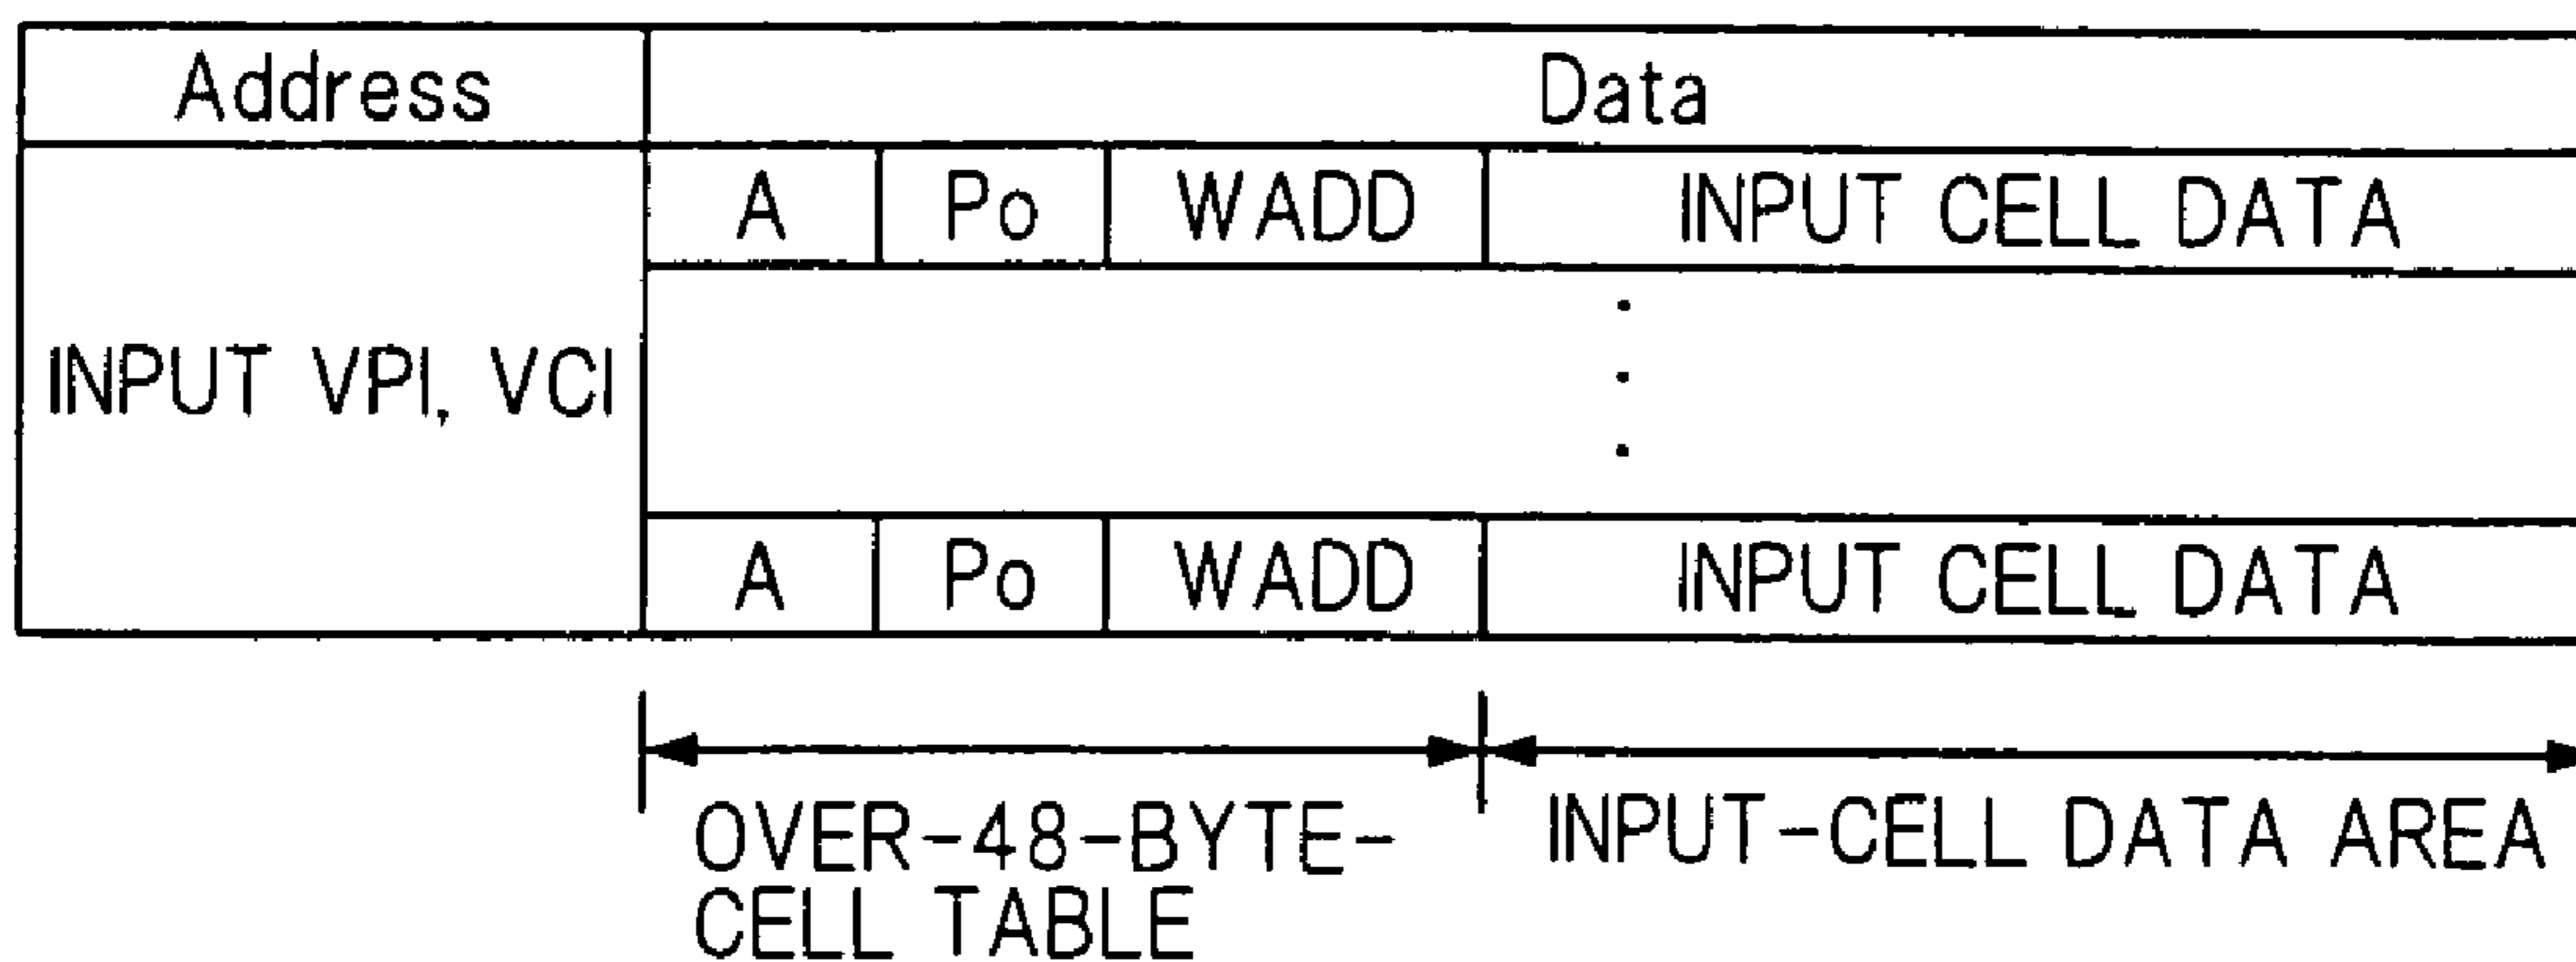 Address Data
A Po WADD INPUT CELL DATA
INPUT VPI, VCI
A Po WADD INPUT CELL DATA
OVER-48-BYTE- INPUT-CELL DATA AREA
CELL TABLE